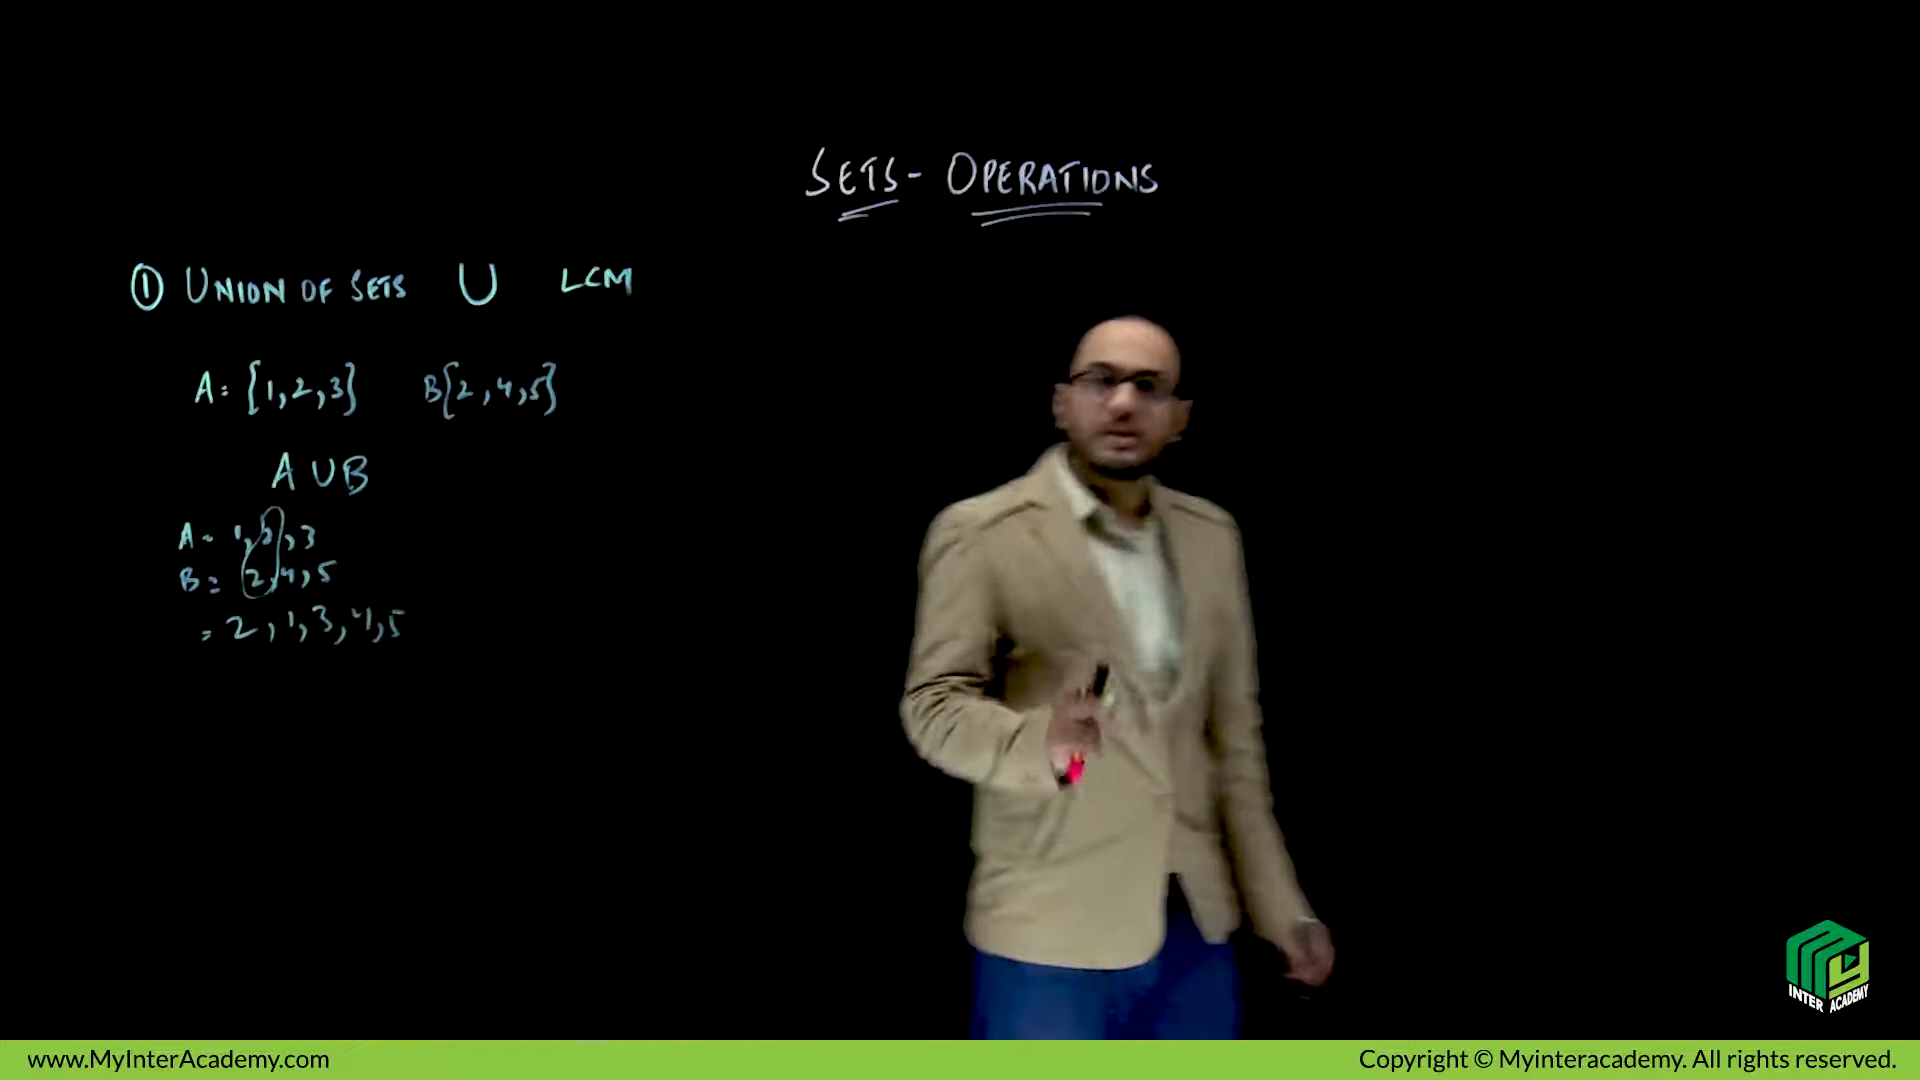 SETS - OPERATIONS
① UNION OF SETS U LCM
A = {1, 2, 3} B{2, 4, 5}
A ∪ B
A = 1, 2, 3
B = 2, 4, 5
= 2, 1, 3, 4, 5
INTER ACADEMY
www.MyInterAcademy.com
Copyright © Myinteracademy. All rights reserved.